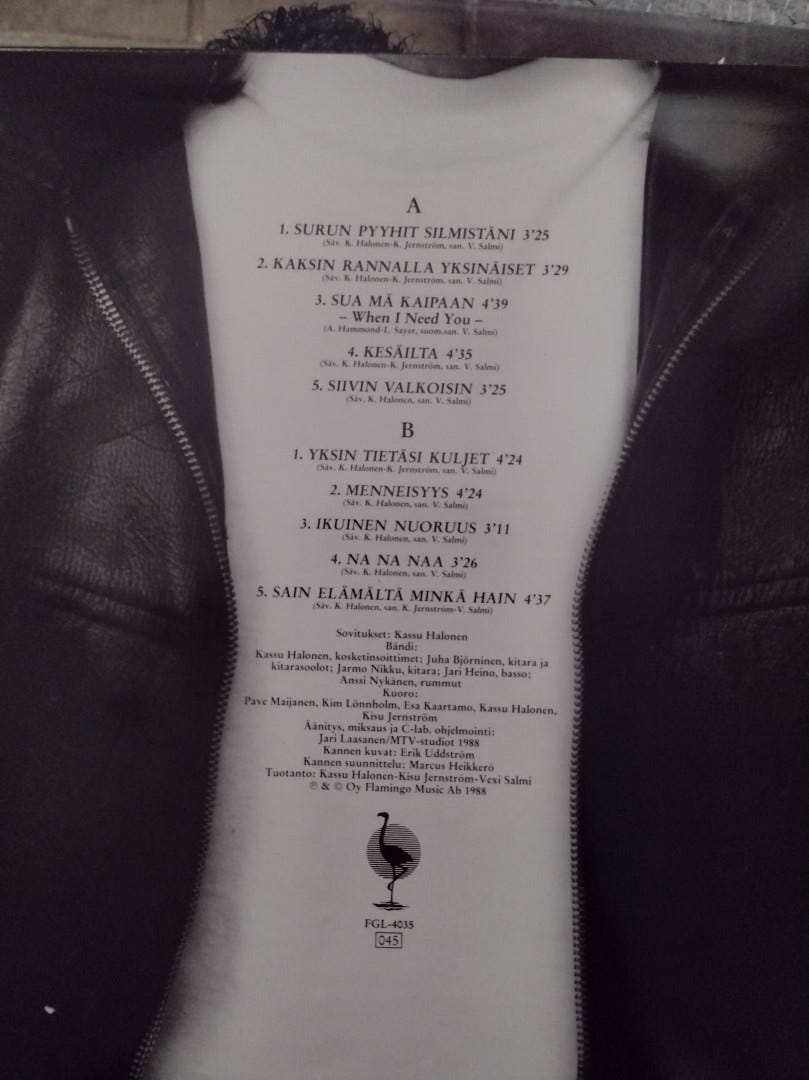 A
1. SURUN PYYHIT SILMISTÄNI 3'25
(Säv. K. Halonen-K. Jernström, san. V. Salmi)
2. KAKSIN RANNALLA YKSINÄISET 3'29
(Säv. K. Halonen-K. Jernström, san. V. Salmi)
3. SUA MÄ KAIPAAN 4'39
– When I Need You –
(A. Hammond-L. Sayer, suom.san. V. Salmi)
4. KESÄILTA 4'35
(Säv. K. Halonen-K. Jernström, san. V. Salmi)
5. SIIVIN VALKOISIN 3'25
(Säv. K. Halonen, san. V. Salmi)
B
1. YKSIN TIETÄSI KULJET 4'24
(Säv. K. Halonen-K. Jernström, san. V. Salmi)
2. MENNEISYYS 4'24
(Säv. K. Halonen, san. V. Salmi)
3. IKUINEN NUORUUS 3'11
(Säv. K. Halonen, san. V. Salmi)
4. NA NA NAA 3'26
(Säv. K. Halonen, san. V. Salmi)
5. SAIN ELÄMÄLTÄ MINKÄ HAIN 4'37
(Säv. K. Halonen, san. K. Jernström-V. Salmi)
Sovitukset: Kassu Halonen
Bändi:
Kassu Halonen, kosketinsoittimet; Juha Björninen, kitara ja
kitarasoolot; Jarmo Nikku, kitara; Jari Heino, basso;
Anssi Nykänen, rummut
Kuoro:
Pave Maijanen, Kim Lönnholm, Esa Kaartamo, Kassu Halonen,
Kisu Jernström
Äänitys, miksaus ja C-lab. ohjelmointi:
Jari Laasanen/MTV-studiot 1988
Kannen kuvat: Erik Uddström
Kannen suunnittelu: Marcus Heikkerö
Tuotanto: Kassu Halonen-Kisu Jernström-Vexi Salmi
℗ & © Oy Flamingo Music Ab 1988
FGL-4035
045